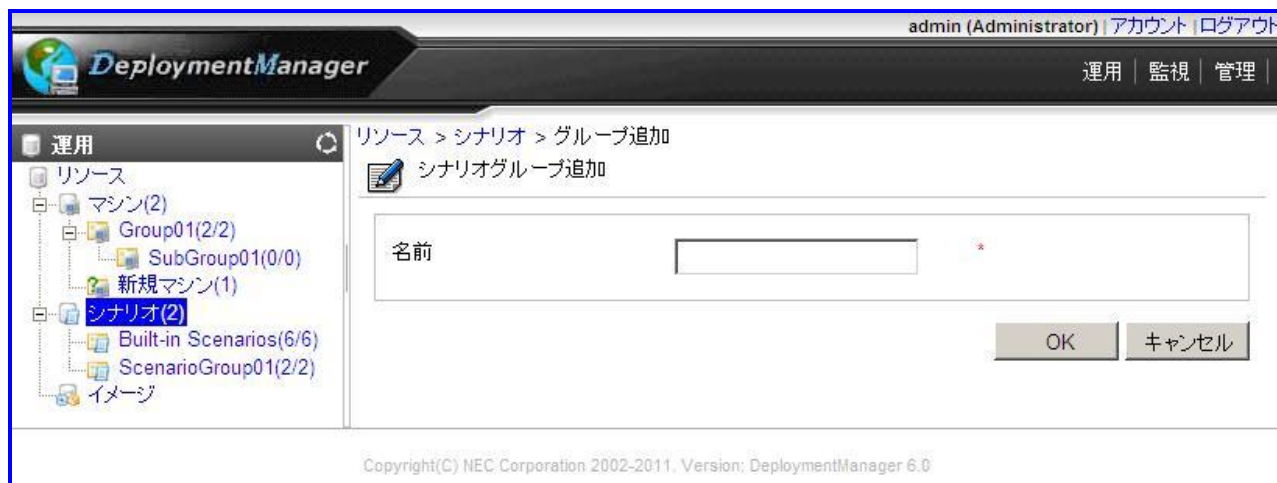 admin (Administrator) | アカウント | ログアウト
DeploymentManager
運用 | 監視 | 管理 |
運用
リソース
マシン(2)
Group01(2/2)
SubGroup01(0/0)
新規マシン(1)
シナリオ(2)
Built-in Scenarios(6/6)
ScenarioGroup01(2/2)
イメージ
リソース > シナリオ > グループ追加
シナリオグループ追加
名前 *
OK キャンセル
Copyright(C) NEC Corporation 2002-2011. Version: DeploymentManager 6.0